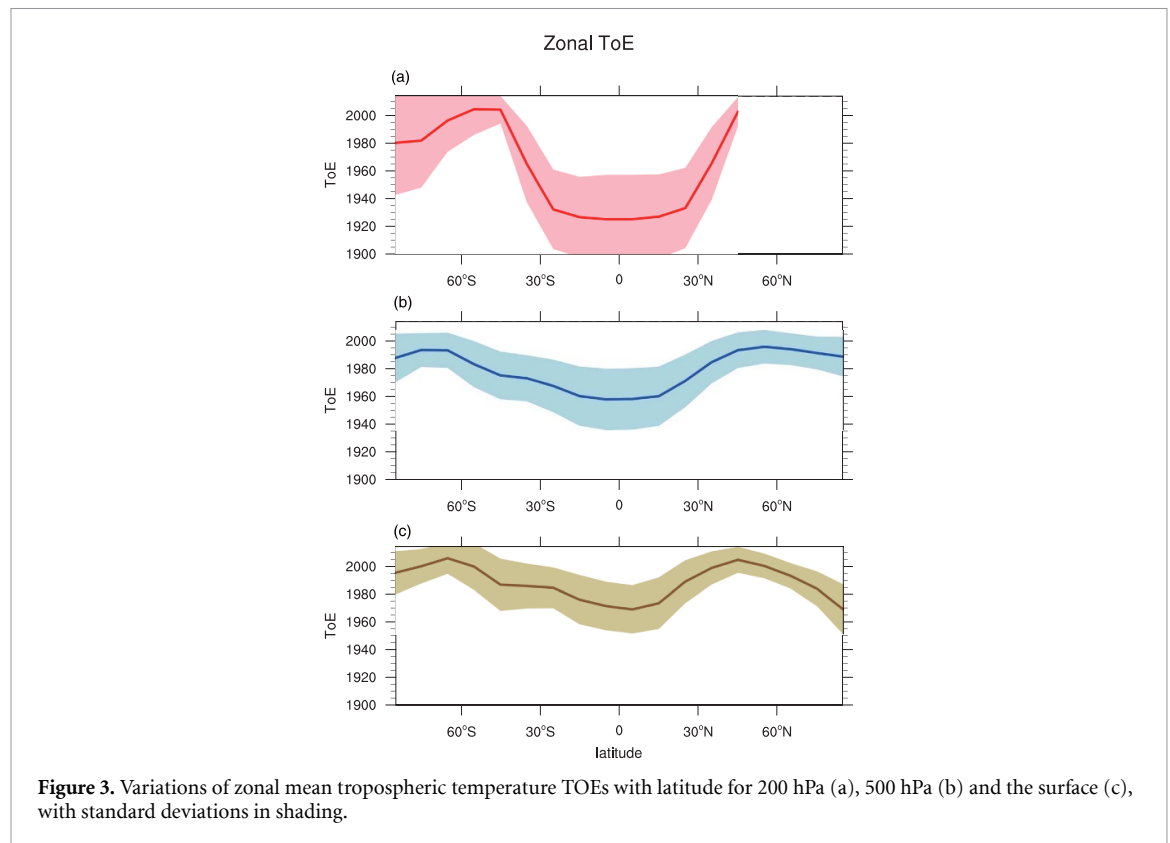 Zonal ToE
(a)
2000
1980
1960
1940
1920
1900
ToE
60°S 30°S 0 30°N 60°N
(b)
2000
1980
1960
1940
1920
1900
ToE
60°S 30°S 0 30°N 60°N
(c)
2000
1980
1960
1940
1920
1900
ToE
60°S 30°S 0 30°N 60°N
latitude
Figure 3. Variations of zonal mean tropospheric temperature TOEs with latitude for 200 hPa (a), 500 hPa (b) and the surface (c),
with standard deviations in shading.